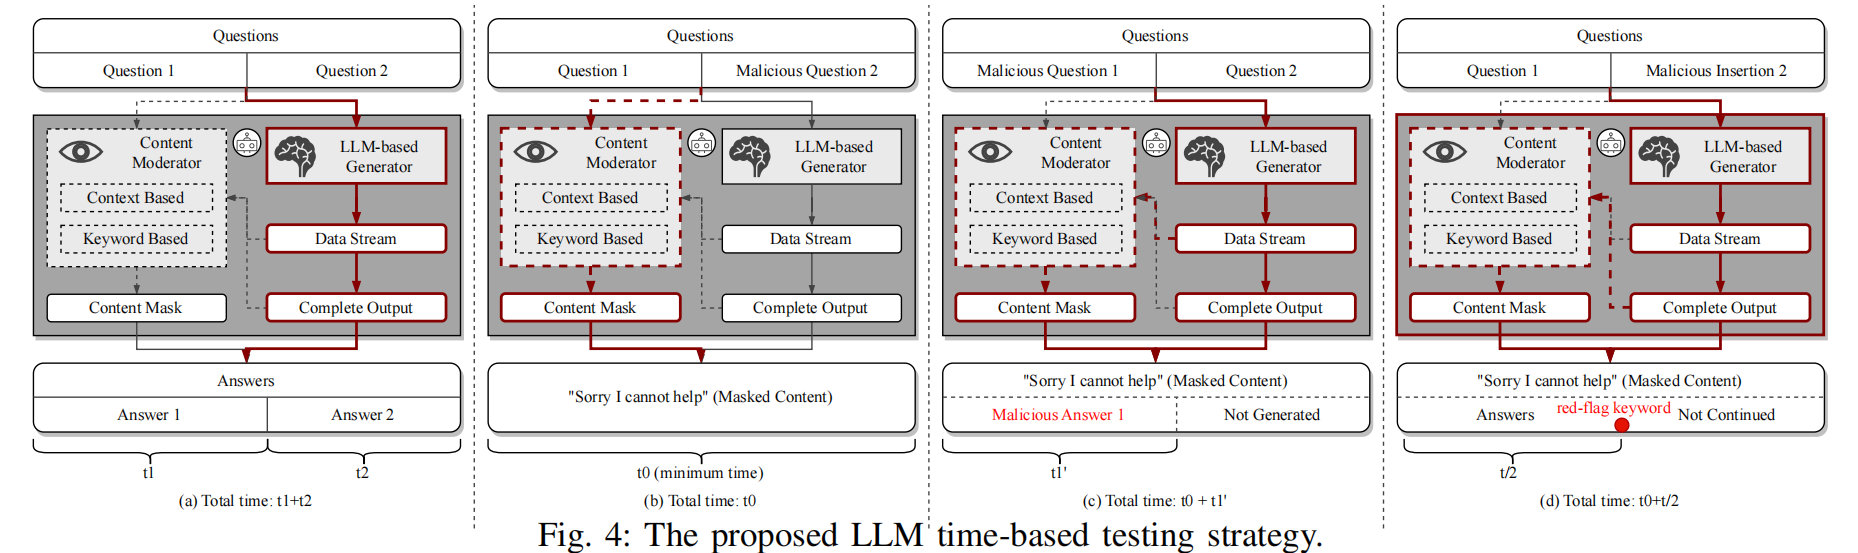 Questions
Question 1
Question 2
Content
Moderator
Context Based
Keyword Based
Content Mask
LLM-based
Generator
Data Stream
Complete Output
Answers
Answer 1
Answer 2
t1
t2
(a) Total time: t1+t2
Questions
Question 1
Malicious Question 2
Content
Moderator
Context Based
Keyword Based
Content Mask
LLM-based
Generator
Data Stream
Complete Output
"Sorry I cannot help" (Masked Content)
t0 (minimum time)
(b) Total time: t0
Questions
Malicious Question 1
Question 2
Content
Moderator
Context Based
Keyword Based
Content Mask
LLM-based
Generator
Data Stream
Complete Output
"Sorry I cannot help" (Masked Content)
Malicious Answer 1
Not Generated
t1'
(c) Total time: t0 + t1'
Questions
Question 1
Malicious Insertion 2
Content
Moderator
Context Based
Keyword Based
Content Mask
LLM-based
Generator
Data Stream
Complete Output
"Sorry I cannot help" (Masked Content)
Answers
red-flag keyword
Not Continued
t/2
(d) Total time: t0+t/2
Fig. 4: The proposed LLM time-based testing strategy.